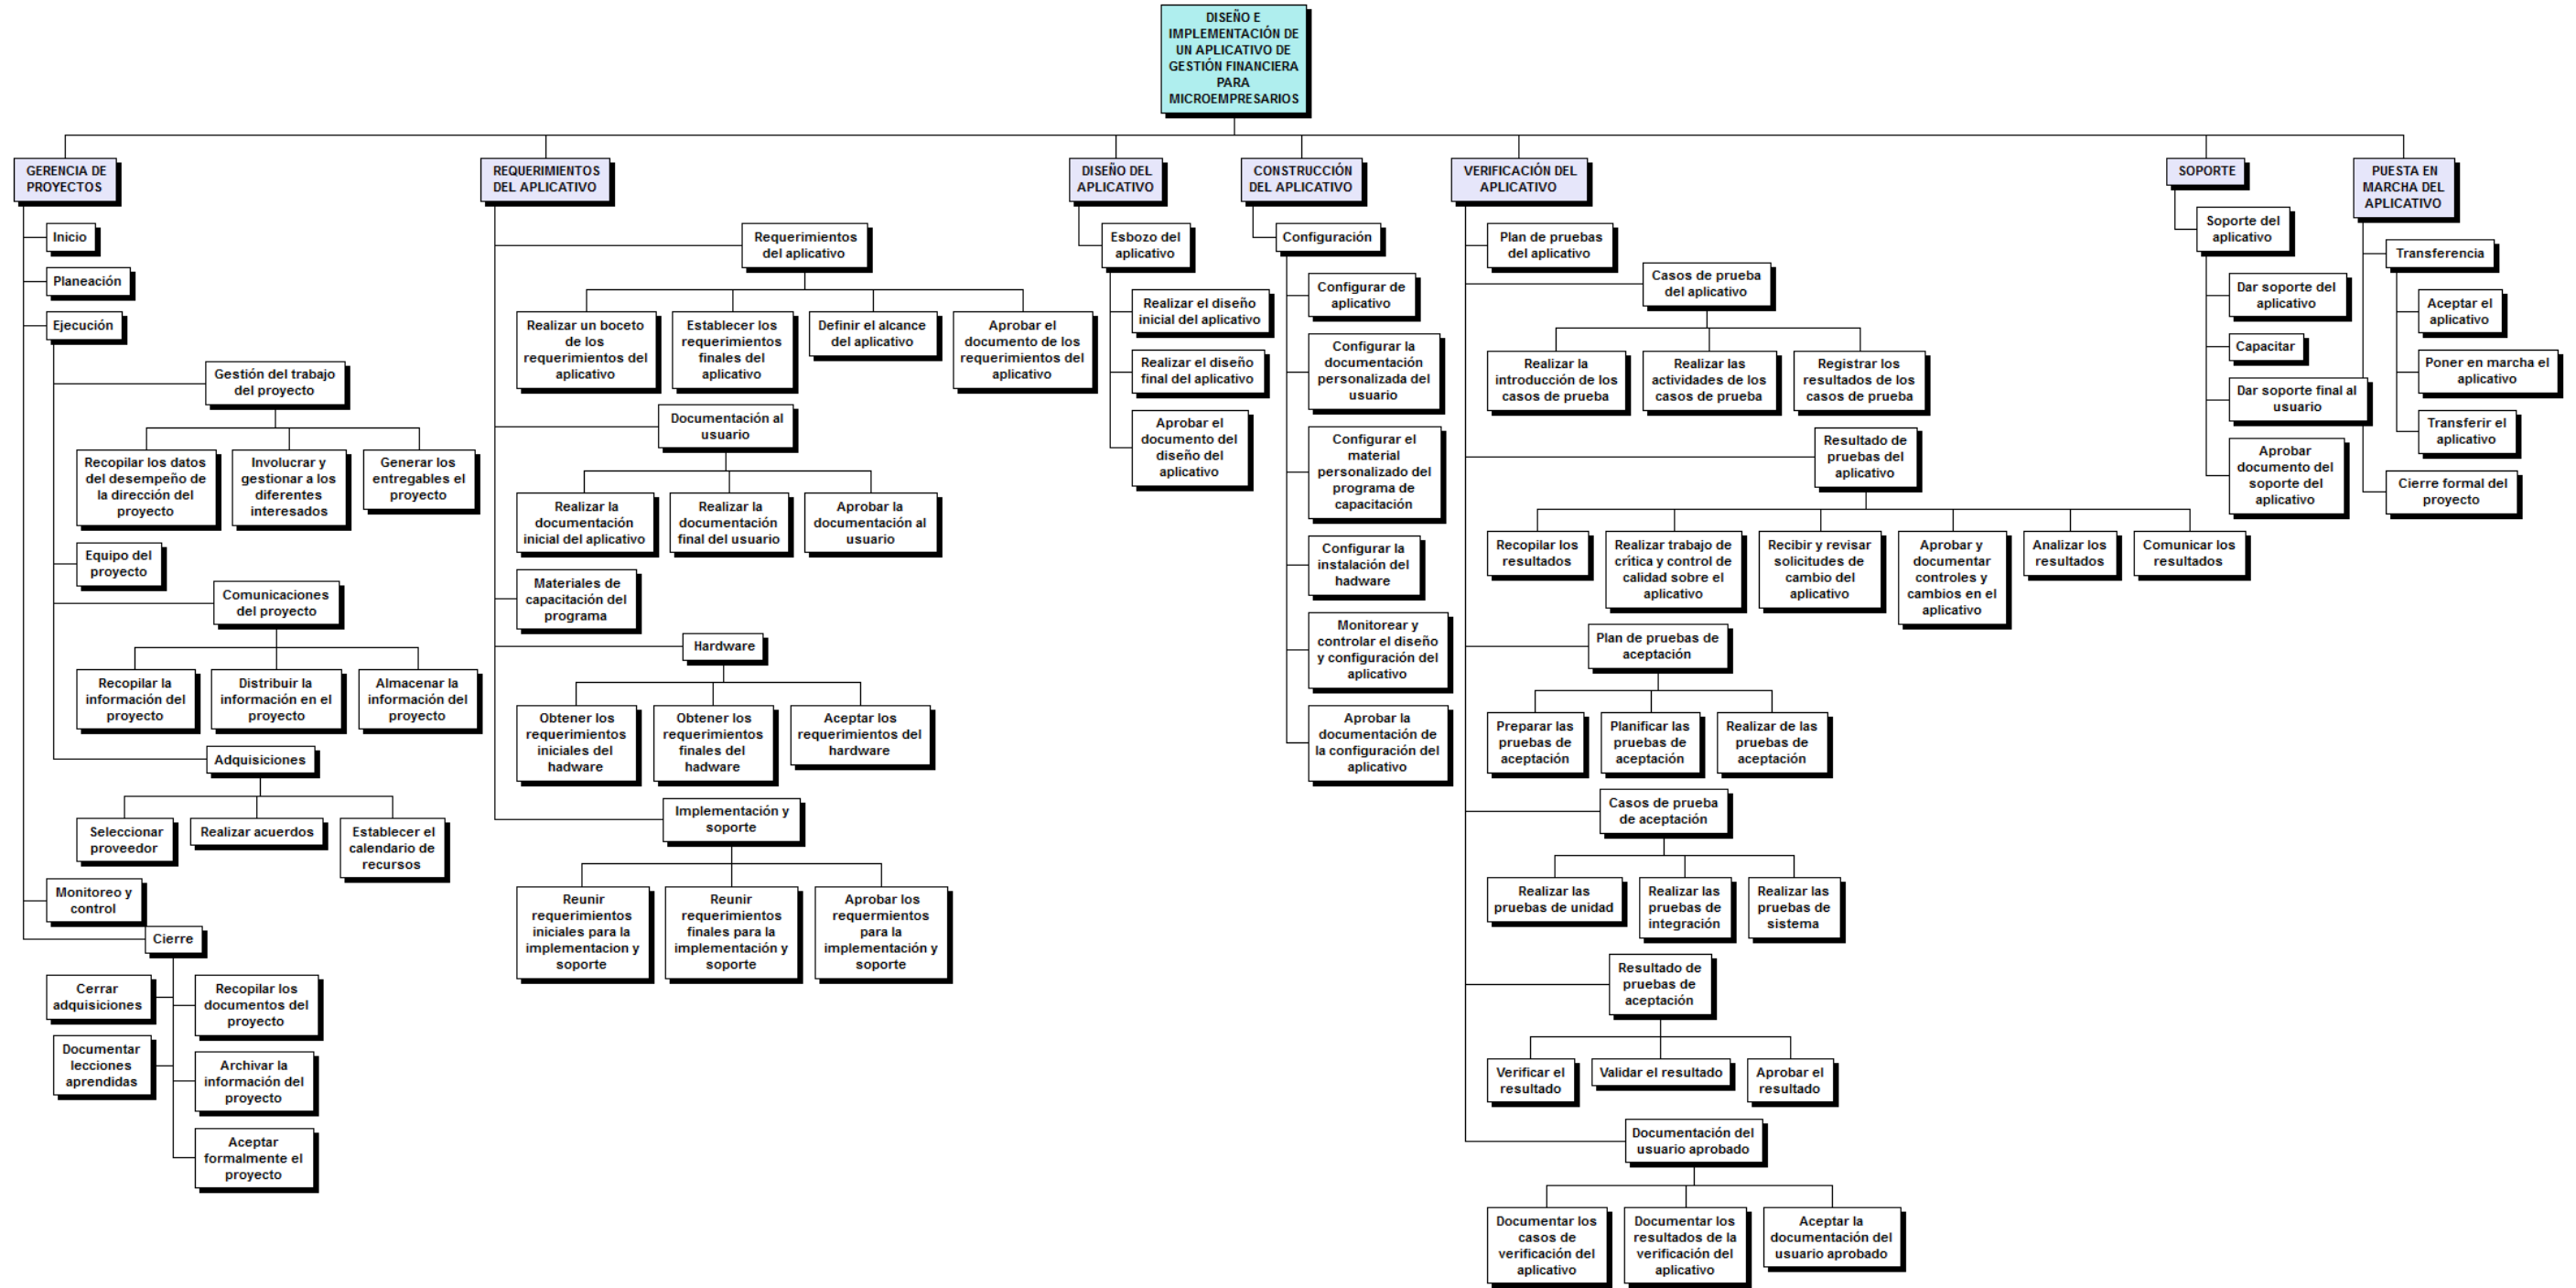 DISEÑO E
IMPLEMENTACIÓN DE
UN APLICATIVO DE
GESTIÓN FINANCIERA
PARA
MICROEMPRESARIOS
GERENCIA DE
PROYECTOS
Inicio
Planeación
Ejecución
Gestión del trabajo
del proyecto
Recopilar los datos
del desempeño de
la dirección del
proyecto
Involucrar y
gestionar a los
diferentes
interesados
Generar los
entregables el
proyecto
Equipo del
proyecto
Comunicaciones
del proyecto
Recopilar la
información del
proyecto
Distribuir la
información en el
proyecto
Almacenar la
información del
proyecto
Adquisiciones
Seleccionar
proveedor
Realizar acuerdos
Establecer el
calendario de
recursos
Monitoreo y
control
Cierre
Cerrar
adquisiciones
Recopilar los
documentos del
proyecto
Documentar
lecciones
aprendidas
Archivar la
información del
proyecto
Aceptar
formalmente el
proyecto
REQUERIMIENTOS
DEL APLICATIVO
Requerimientos
del aplicativo
Realizar un boceto
de los
requerimientos del
aplicativo
Establecer los
requerimientos
finales del
aplicativo
Definir el alcance
del aplicativo
Aprobar el
documento de los
requerimientos del
aplicativo
Documentación al
usuario
Realizar la
documentación
inicial del aplicativo
Realizar la
documentación
final del usuario
Aprobar la
documentación al
usuario
Materiales de
capacitación del
programa
Hardware
Obtener los
requerimientos
iniciales del
hadware
Obtener los
requerimientos
finales del
hadware
Aceptar los
requerimientos del
hardware
Implementación y
soporte
Reunir
requerimientos
iniciales para la
implementacion y
soporte
Reunir
requerimientos
finales para la
implementación y
soporte
Aprobar los
requermientos
para la
implementación y
soporte
DISEÑO DEL
APLICATIVO
Esbozo del
aplicativo
Realizar el diseño
inicial del aplicativo
Realizar el diseño
final del aplicativo
Aprobar el
documento del
diseño del
aplicativo
CONSTRUCCIÓN
DEL APLICATIVO
Configuración
Configurar de
aplicativo
Configurar la
documentación
personalizada del
usuario
Configurar el
material
personalizado del
programa de
capacitación
Configurar la
instalación del
hadware
Monitorear y
controlar el diseño
y configuración del
aplicativo
Aprobar la
documentación de
la configuración del
aplicativo
VERIFICACIÓN DEL
APLICATIVO
Plan de pruebas
del aplicativo
Casos de prueba
del aplicativo
Realizar la
introducción de los
casos de prueba
Realizar las
actividades de los
casos de prueba
Registrar los
resultados de los
casos de prueba
Resultado de
pruebas del
aplicativo
Recopilar los
resultados
Realizar trabajo de
crítica y control de
calidad sobre el
aplicativo
Recibir y revisar
solicitudes de
cambio del
aplicativo
Aprobar y
documentar
controles y
cambios en el
aplicativo
Analizar los
resultados
Comunicar los
resultados
Plan de pruebas de
aceptación
Preparar las
pruebas de
aceptación
Planificar las
pruebas de
aceptación
Realizar de las
pruebas de
aceptación
Casos de prueba
de aceptación
Realizar las
pruebas de unidad
Realizar las
pruebas de
integración
Realizar las
pruebas de
sistema
Resultado de
pruebas de
aceptación
Verificar el
resultado
Validar el resultado
Aprobar el
resultado
Documentación del
usuario aprobado
Documentar los
casos de
verificación del
aplicativo
Documentar los
resultados de la
verificación del
aplicativo
Aceptar la
documentación del
usuario aprobado
SOPORTE
Soporte del
aplicativo
Dar soporte del
aplicativo
Capacitar
Dar soporte final al
usuario
Aprobar
documento del
soporte del
aplicativo
PUESTA EN
MARCHA DEL
APLICATIVO
Transferencia
Aceptar el
aplicativo
Poner en marcha el
aplicativo
Transferir el
aplicativo
Cierre formal del
proyecto